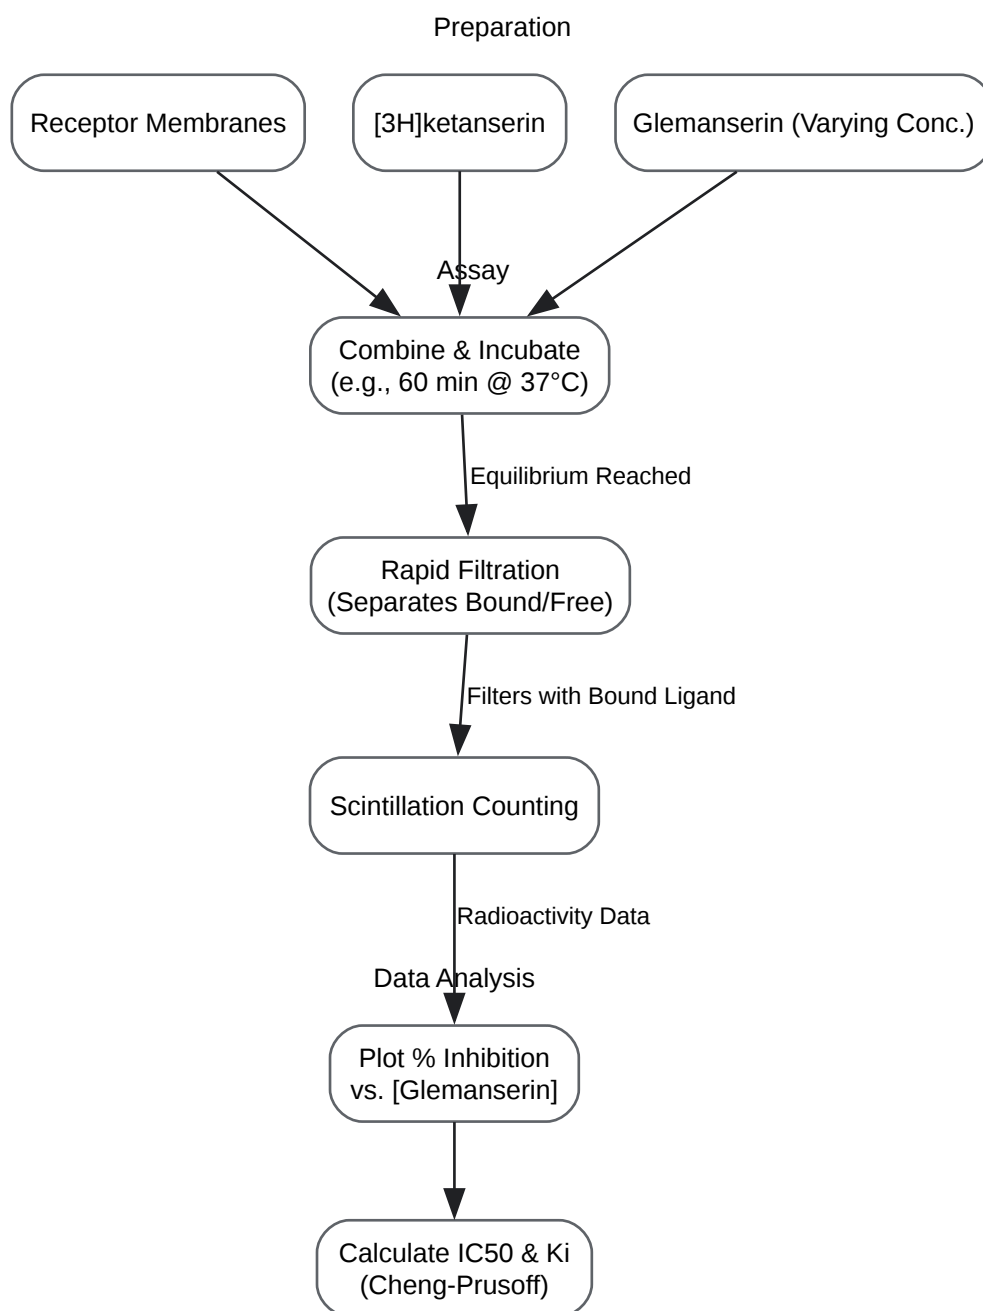 Preparation
Receptor Membranes
[3H]ketanserin
Glemanserin (Varying Conc.)
Assay
Combine & Incubate
(e.g., 60 min @ 37°C)
Equilibrium Reached
Rapid Filtration
(Separates Bound/Free)
Filters with Bound Ligand
Scintillation Counting
Radioactivity Data
Data Analysis
Plot % Inhibition
vs. [Glemanserin]
Calculate IC50 & Ki
(Cheng-Prusoff)